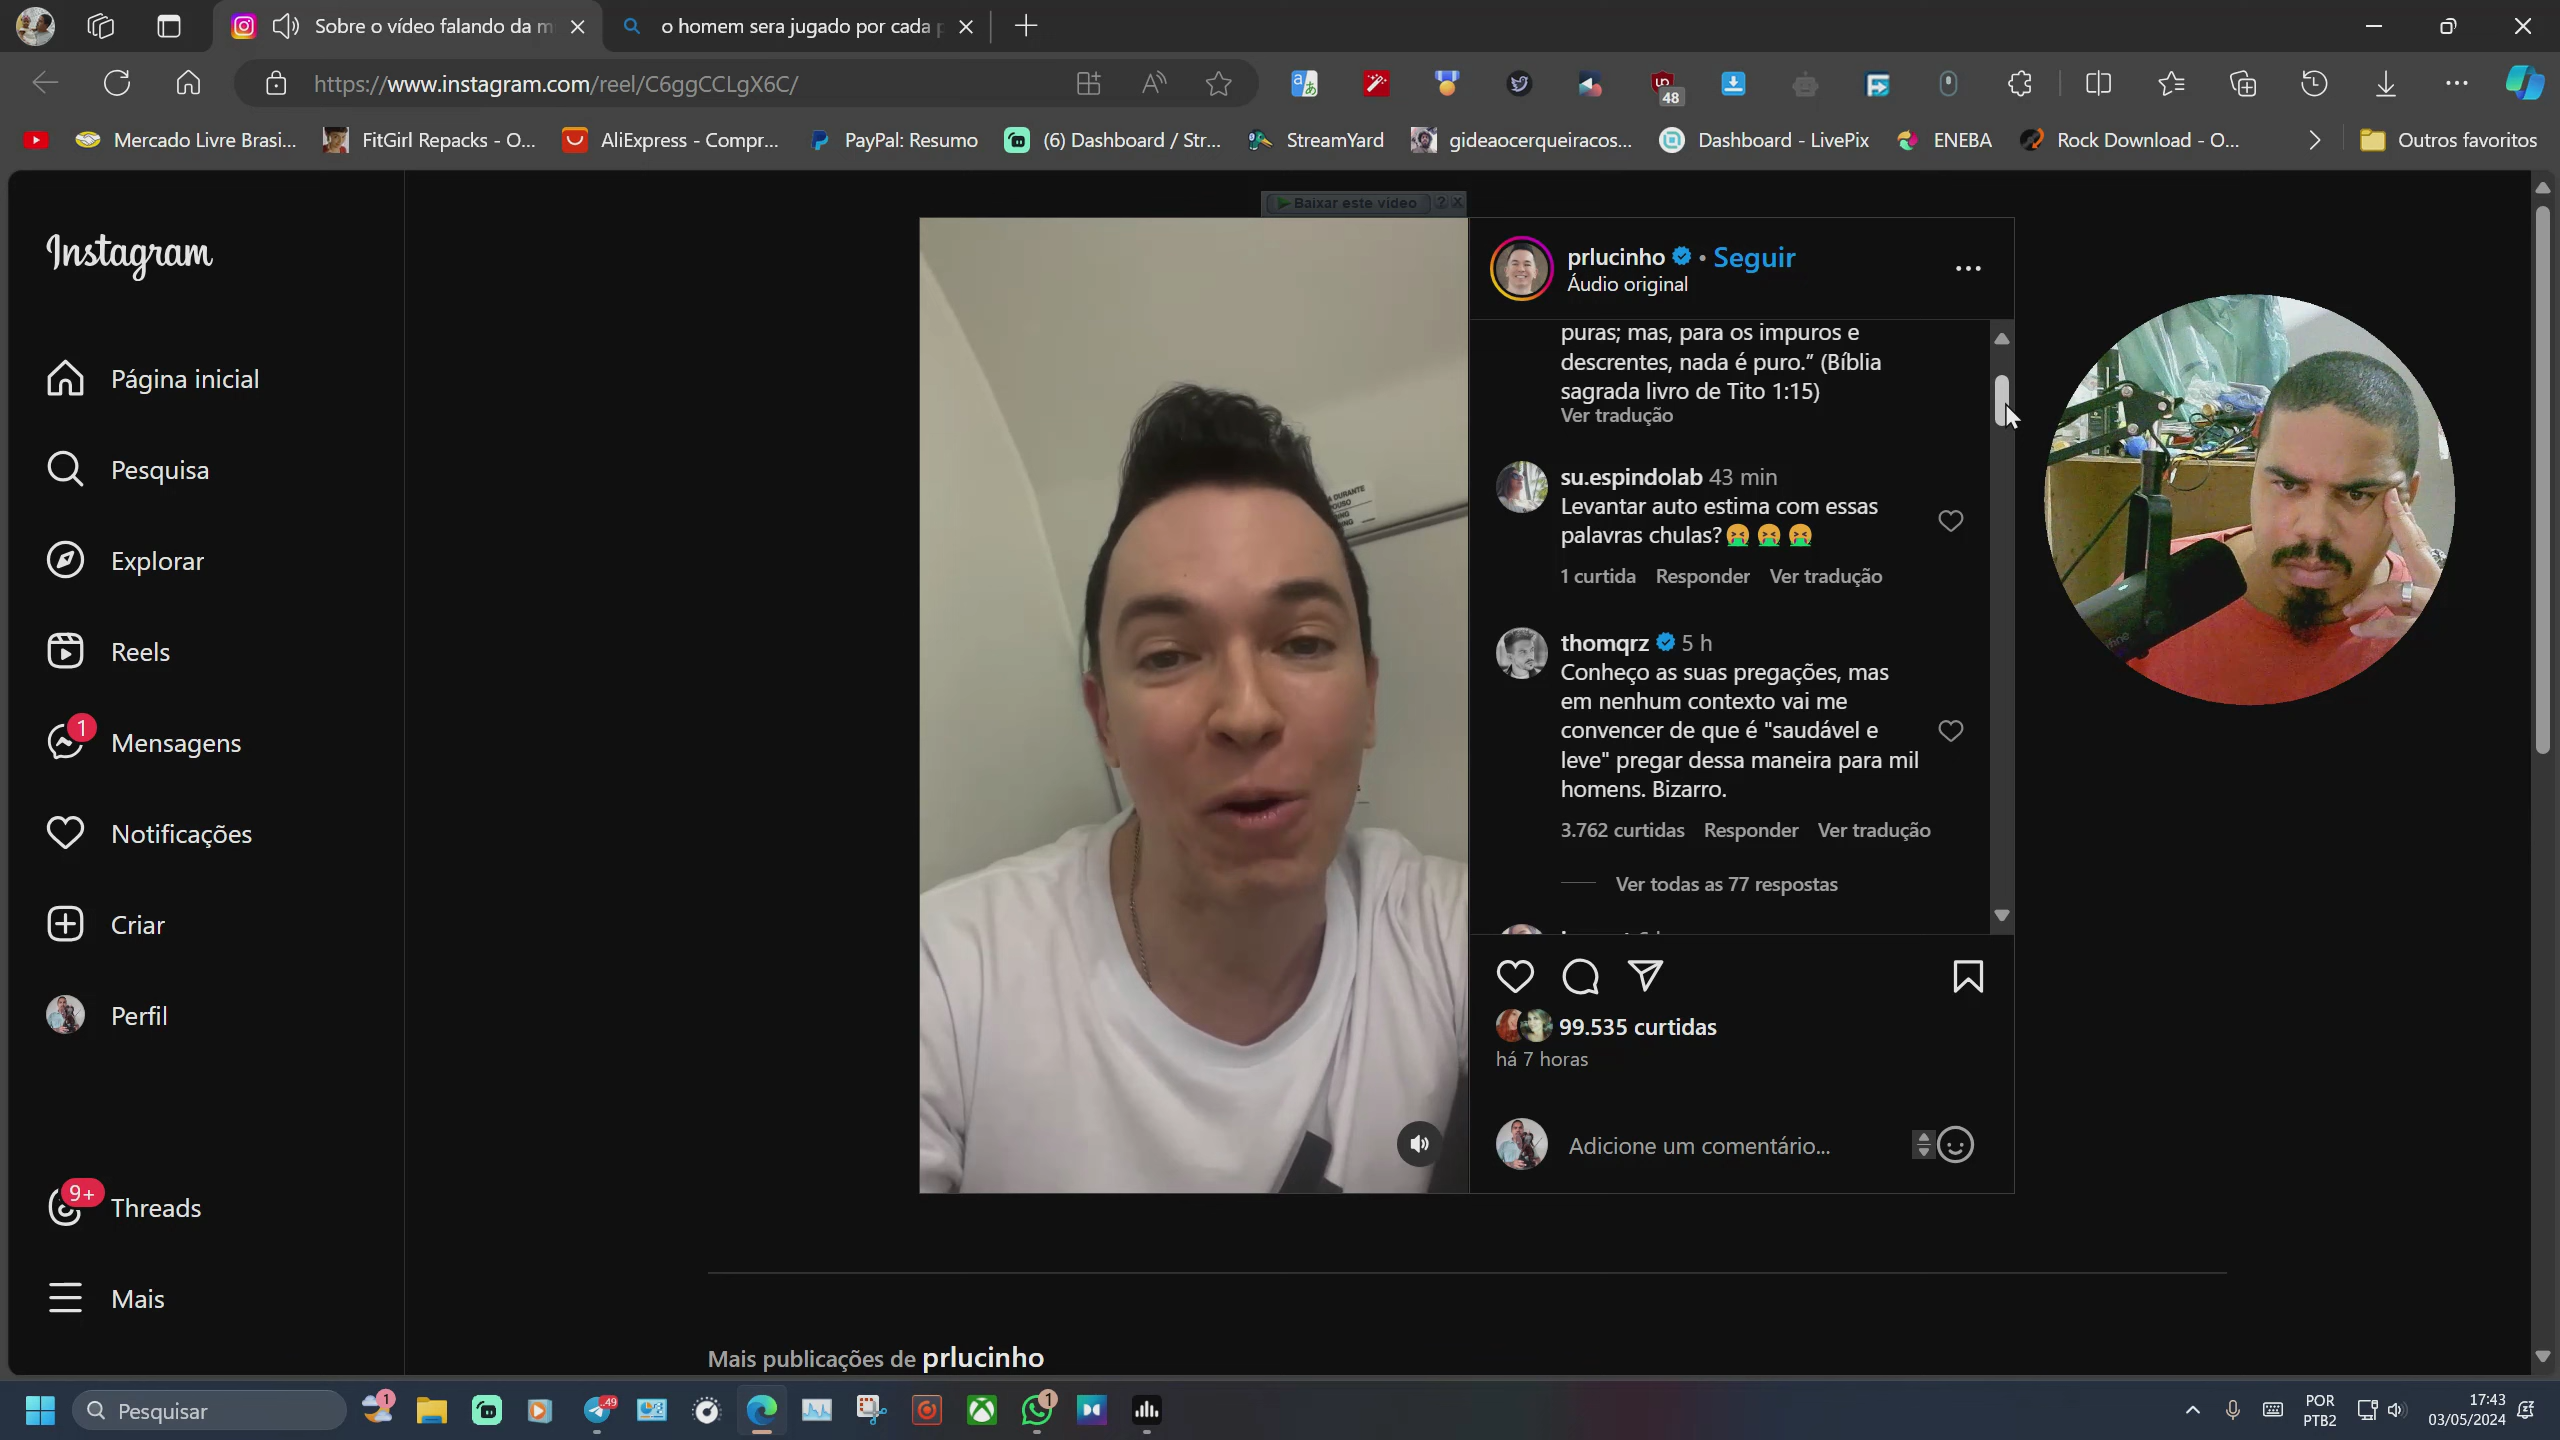 Sobre o vídeo falando da m
o homem sera jugado por cada p
https://www.instagram.com/reel/C6ggCCLgX6C/
48
Mercado Livre Brasi...
FitGirl Repacks - O...
AliExpress - Compr...
PayPal: Resumo
(6) Dashboard / Str...
StreamYard
gideaocerqueiracos...
Dashboard - LivePix
ENEBA
Rock Download - O...
Outros favoritos
Instagram
Página inicial
Pesquisa
Explorar
Reels
1
Mensagens
Notificações
Criar
Perfil
9+
Threads
Mais
Baixar este vídeo
prlucinho • Seguir
Áudio original
puras; mas, para os impuros e
descrentes, nada é puro.” (Bíblia
sagrada livro de Tito 1:15)
Ver tradução
su.espindolab 43 min
Levantar auto estima com essas
palavras chulas?🤮 🤮 🤮
1 curtida Responder Ver tradução
thomqrz 5 h
Conheço as suas pregações, mas
em nenhum contexto vai me
convencer de que é "saudável e
leve" pregar dessa maneira para mil
homens. Bizarro.
3.762 curtidas Responder Ver tradução
Ver todas as 77 respostas
99.535 curtidas
há 7 horas
Adicione um comentário...
Mais publicações de prlucinho
Pesquisar
1
49
1
POR
PTB2
17:43
03/05/2024